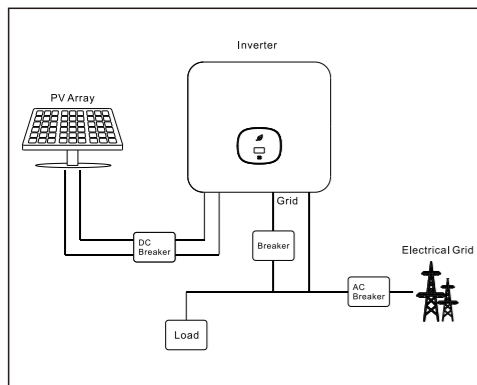 Inverter
PV Array
Grid
DC
Breaker
Breaker
Electrical Grid
AC
Breaker
Load